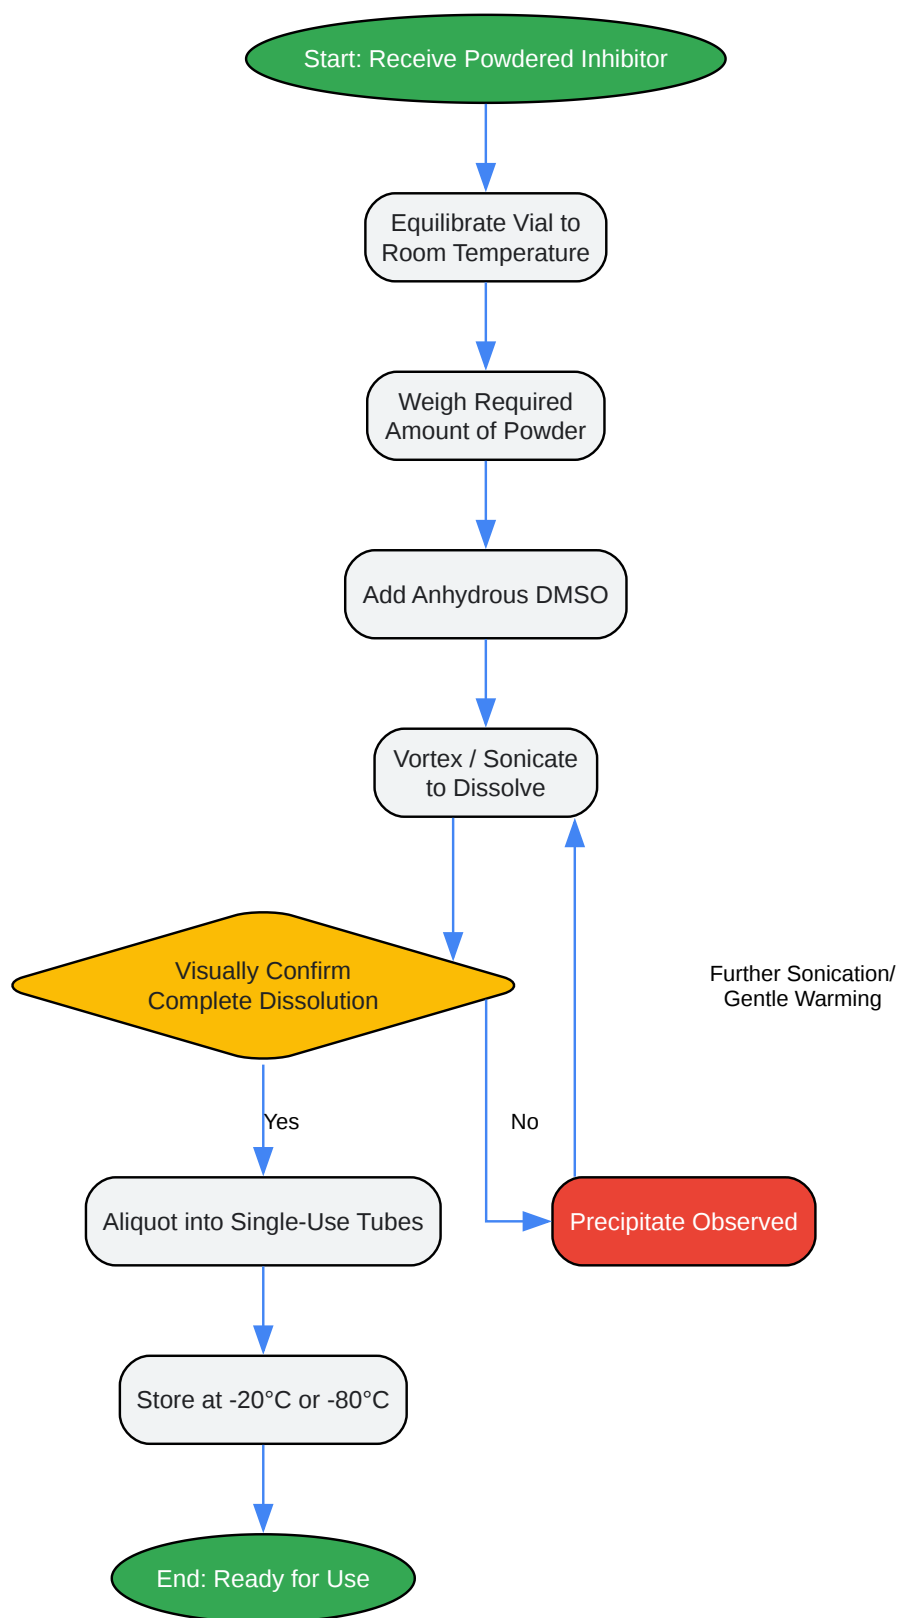 Start: Receive Powdered Inhibitor
Equilibrate Vial to
Room Temperature
Weigh Required
Amount of Powder
Add Anhydrous DMSO
Vortex / Sonicate
to Dissolve
Visually Confirm
Complete Dissolution
Further Sonication/
Gentle Warming
Yes
No
Aliquot into Single-Use Tubes
Precipitate Observed
Store at -20°C or -80°C
End: Ready for Use